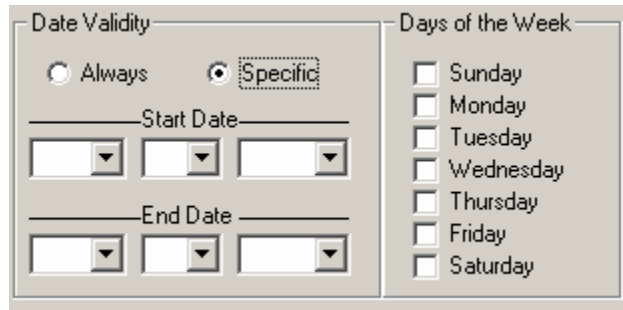 Date Validity
Always Specific
Start Date
End Date
Days of the Week
Sunday
Monday
Tuesday
Wednesday
Thursday
Friday
Saturday